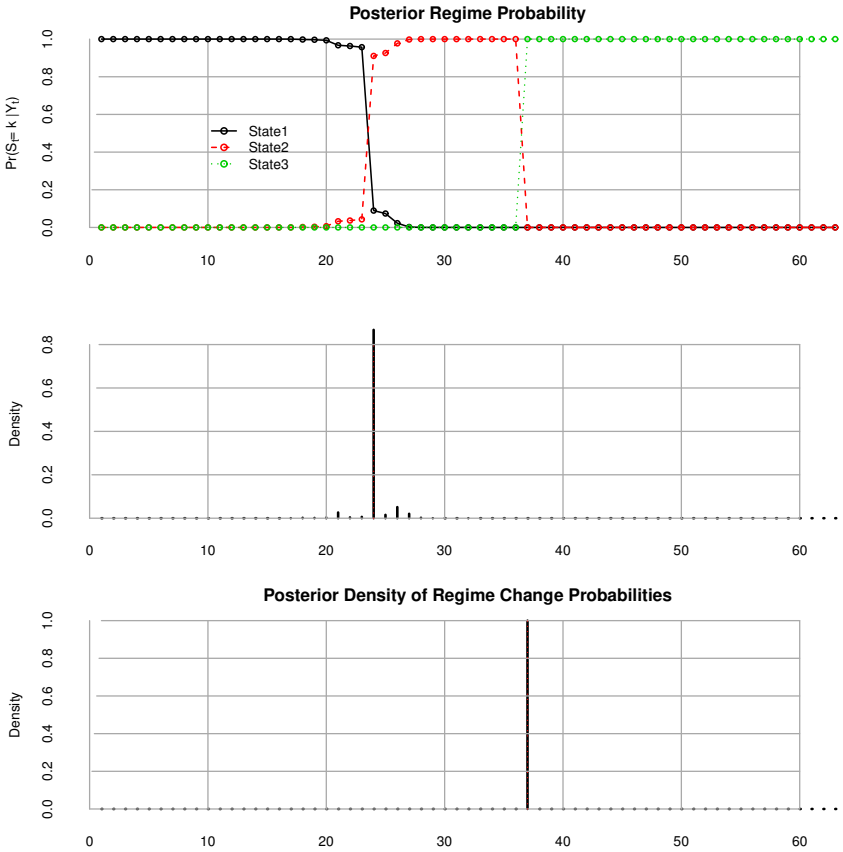 Posterior Regime Probability
Pr(St= k |Yt)
1.0
0.8
0.6
0.4
0.2
0.0
State1
State2
State3
0 10 20 30 40 50 60
Density
0.8
0.6
0.4
0.2
0.0
0 10 20 30 40 50 60
Posterior Density of Regime Change Probabilities
Density
1.0
0.8
0.6
0.4
0.2
0.0
0 10 20 30 40 50 60